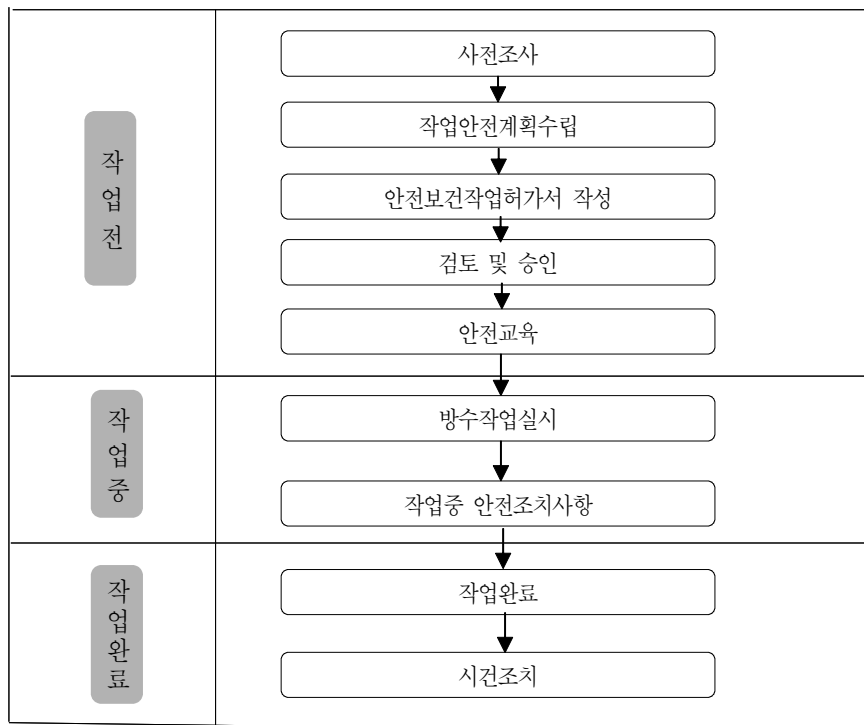 작업전
사전조사
작업안전계획수립
안전보건작업허가서 작성
검토 및 승인
안전교육
작업중
방수작업실시
작업중 안전조치사항
작업완료
작업완료
시건조치